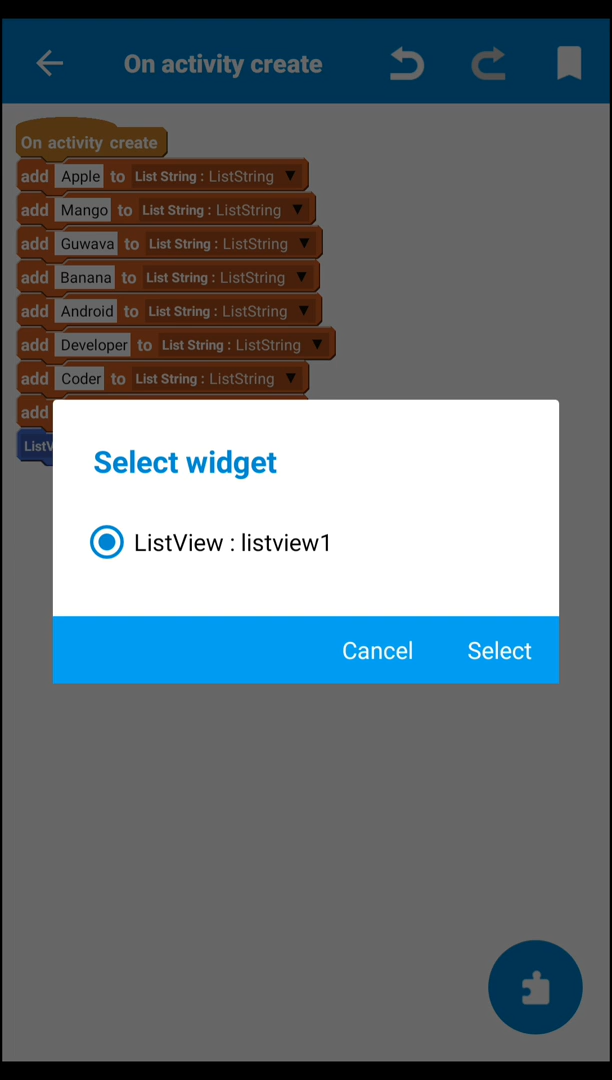 On activity create
On activity create
add Apple to List String : ListString
add Mango to List String : ListString
add Guwava to List String : ListString
add Banana to List String : ListString
add Android to List String : ListString
add Developer to List String : ListString
add Coder to List String : ListString
add
ListV
Select widget
ListView : listview1
Cancel Select